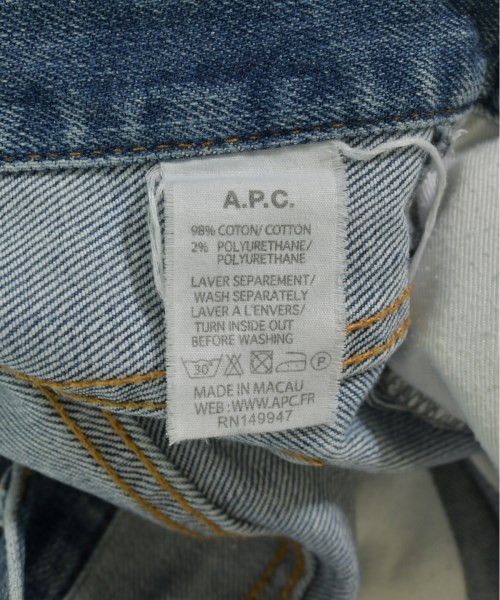 A.P.C.
98% COTON/ COTTON
2% POLYURETHANE/
POLYURETHANE
LAVER SEPAREMENT/
WASH SEPARATELY
LAVER A L'ENVERS/
TURN INSIDE OUT
BEFORE WASHING
30 P
MADE IN MACAU
WEB : WWW.APC.FR
RN149947